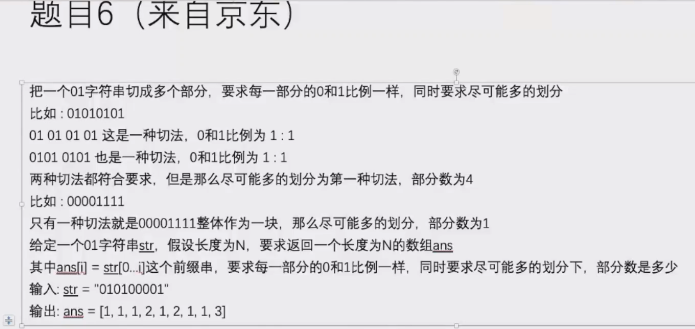 题目6（来自京东）
把一个01字符串切成多个部分，要求每一部分的0和1比例一样，同时要求尽可能多的划分
比如 : 01010101
01 01 01 01 这是一种切法，0和1比例为 1 : 1
0101 0101 也是一种切法，0和1比例为 1 : 1
两种切法都符合要求，但是那么尽可能多的划分为第一种切法，部分数为4
比如 : 00001111
只有一种切法就是00001111整体作为一块，那么尽可能多的划分，部分数为1
给定一个01字符串str，假设长度为N，要求返回一个长度为N的数组ans
其中ans[i] = str[0...i]这个前缀串，要求每一部分的0和1比例一样，同时要求尽可能多的划分下，部分数是多少
输入: str = "010100001"
输出: ans = [1, 1, 1, 2, 1, 2, 1, 1, 3]